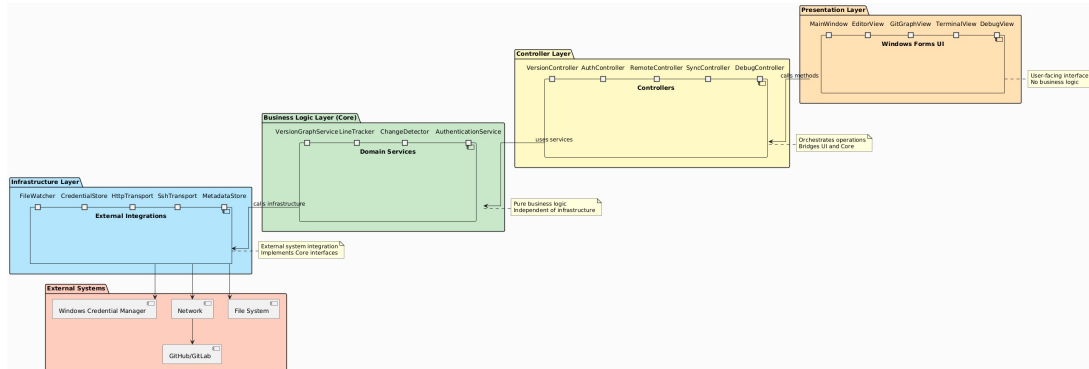 Presentation Layer
MainWindow EditorView GitGraphView TerminalView DebugView
Windows Forms UI
User-facing interface
No business logic
calls methods
Controller Layer
VersionController AuthController RemoteController SyncController DebugController
Controllers
Orchestrates operations
Bridges UI and Core
uses services
Business Logic Layer (Core)
VersionGraphService LineTracker ChangeDetector AuthenticationService
Domain Services
Pure business logic
Independent of infrastructure
calls infrastructure
Infrastructure Layer
FileWatcher CredentialStore HttpTransport SshTransport MetadataStore
External Integrations
External system integration
Implements Core interfaces
External Systems
Windows Credential Manager
Network
File System
GitHub/GitLab